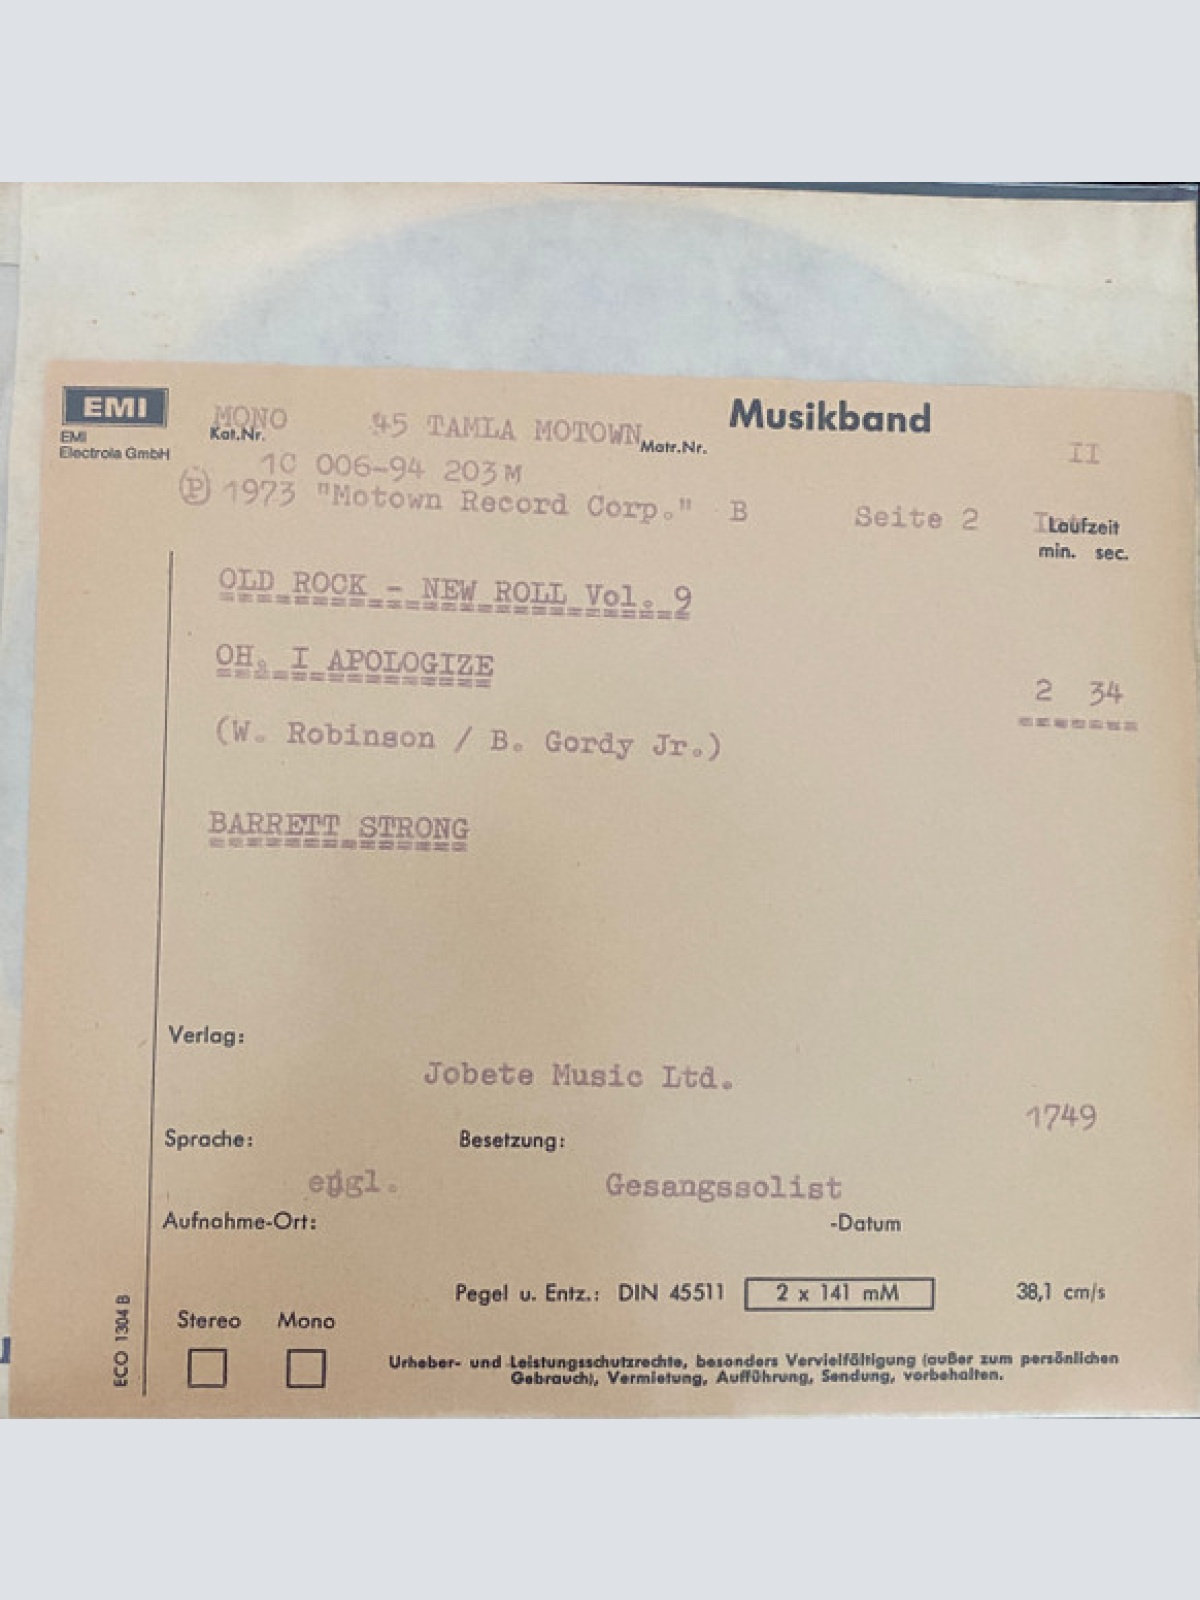 EMI
EMI
Electrola GmbH
MONO 45 TAMLA MOTOWN
Musikband
Kat.Nr. Matr.Nr.
II
1C 006-94 203 M
Ⓟ 1973 "Motown Record Corp." B Seite 2
Laufzeit
min. sec.
OLD ROCK - NEW ROLL Vol. 9
OH, I APOLOGIZE
2 34
(W. Robinson / B. Gordy Jr.)
BARRETT STRONG
Verlag:
Jobete Music Ltd.
1749
Sprache: Besetzung:
engl. Gesangssolist
Aufnahme-Ort: -Datum
Pegel u. Entz.: DIN 45511 2 x 141 mM 38,1 cm/s
Stereo Mono
ECO 1304 B
Urheber- und Leistungsschutzrechte, besonders Vervielfältigung (außer zum persönlichen
Gebrauch), Vermietung, Aufführung, Sendung, vorbehalten.